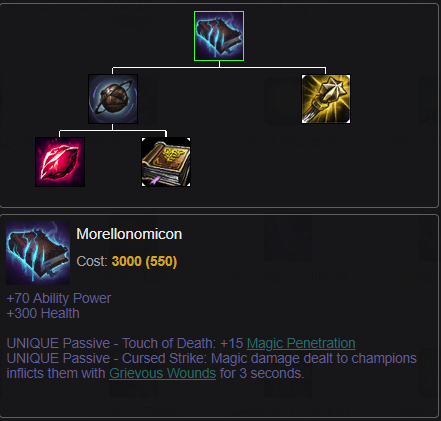 Morellonomicon
Cost: 3000 (550)
+70 Ability Power
+300 Health
UNIQUE Passive - Touch of Death: +15 Magic Penetration
UNIQUE Passive - Cursed Strike: Magic damage dealt to champions
inflicts them with Grievous Wounds for 3 seconds.